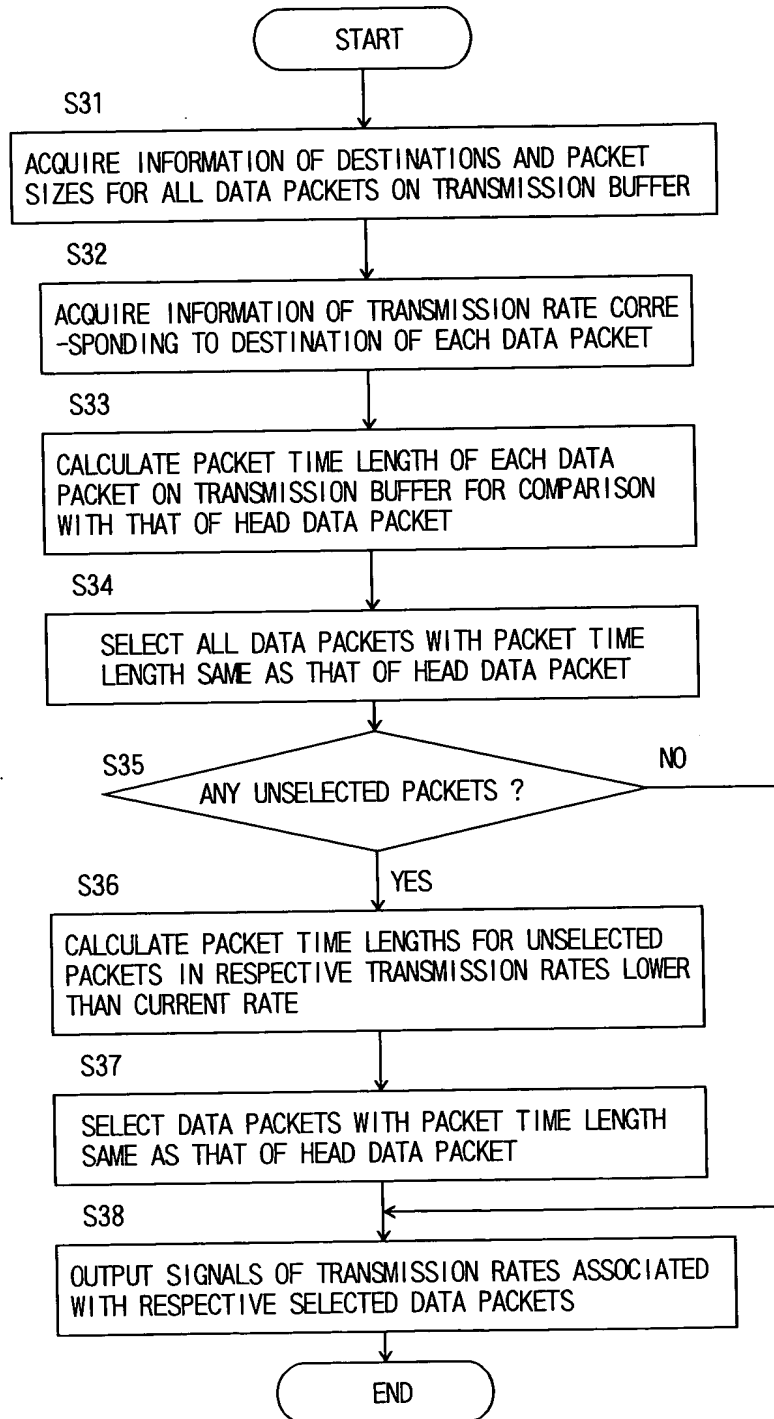 START
S31
ACQUIRE INFORMATION OF DESTINATIONS AND PACKET
SIZES FOR ALL DATA PACKETS ON TRANSMISSION BUFFER
S32
ACQUIRE INFORMATION OF TRANSMISSION RATE CORRE
-SPONDING TO DESTINATION OF EACH DATA PACKET
S33
CALCULATE PACKET TIME LENGTH OF EACH DATA
PACKET ON TRANSMISSION BUFFER FOR COMPARISON
WITH THAT OF HEAD DATA PACKET
S34
SELECT ALL DATA PACKETS WITH PACKET TIME
LENGTH SAME AS THAT OF HEAD DATA PACKET
S35
ANY UNSELECTED PACKETS ?
NO
YES
S36
CALCULATE PACKET TIME LENGTHS FOR UNSELECTED
PACKETS IN RESPECTIVE TRANSMISSION RATES LOWER
THAN CURRENT RATE
S37
SELECT DATA PACKETS WITH PACKET TIME LENGTH
SAME AS THAT OF HEAD DATA PACKET
S38
OUTPUT SIGNALS OF TRANSMISSION RATES ASSOCIATED
WITH RESPECTIVE SELECTED DATA PACKETS
END